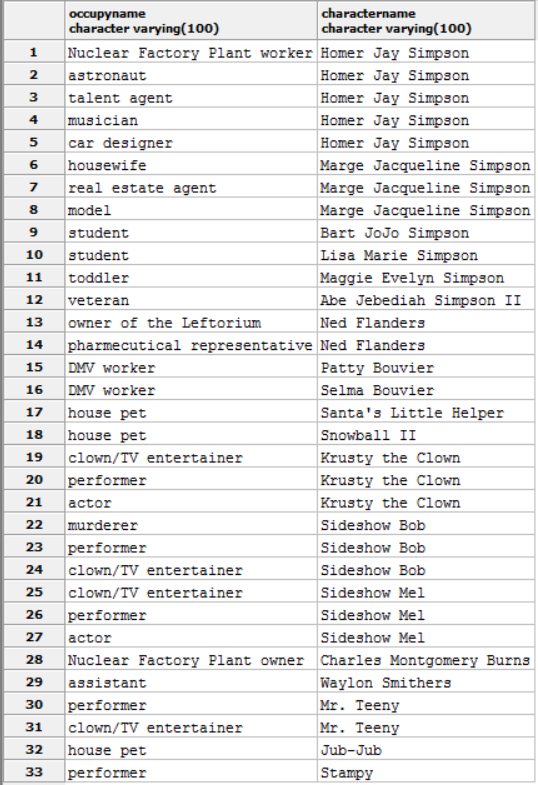 occupyname charactername
character varying(100) character varying(100)
1 Nuclear Factory Plant worker Homer Jay Simpson
2 astronaut Homer Jay Simpson
3 talent agent Homer Jay Simpson
4 musician Homer Jay Simpson
5 car designer Homer Jay Simpson
6 housewife Marge Jacqueline Simpson
7 real estate agent Marge Jacqueline Simpson
8 model Marge Jacqueline Simpson
9 student Bart JoJo Simpson
10 student Lisa Marie Simpson
11 toddler Maggie Evelyn Simpson
12 veteran Abe Jebediah Simpson II
13 owner of the Leftorium Ned Flanders
14 pharmecutical representative Ned Flanders
15 DMV worker Patty Bouvier
16 DMV worker Selma Bouvier
17 house pet Santa's Little Helper
18 house pet Snowball II
19 clown/TV entertainer Krusty the Clown
20 performer Krusty the Clown
21 actor Krusty the Clown
22 murderer Sideshow Bob
23 performer Sideshow Bob
24 clown/TV entertainer Sideshow Bob
25 clown/TV entertainer Sideshow Mel
26 performer Sideshow Mel
27 actor Sideshow Mel
28 Nuclear Factory Plant owner Charles Montgomery Burns
29 assistant Waylon Smithers
30 performer Mr. Teeny
31 clown/TV entertainer Mr. Teeny
32 house pet Jub-Jub
33 performer Stampy